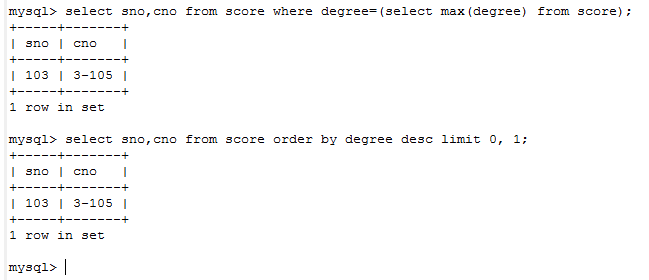 mysql> select sno,cno from score where degree=(select max(degree) from score);
+-----+-------+
| sno | cno   |
+-----+-------+
| 103 | 3-105 |
+-----+-------+
1 row in set
mysql> select sno,cno from score order by degree desc limit 0, 1;
+-----+-------+
| sno | cno   |
+-----+-------+
| 103 | 3-105 |
+-----+-------+
1 row in set
mysql>